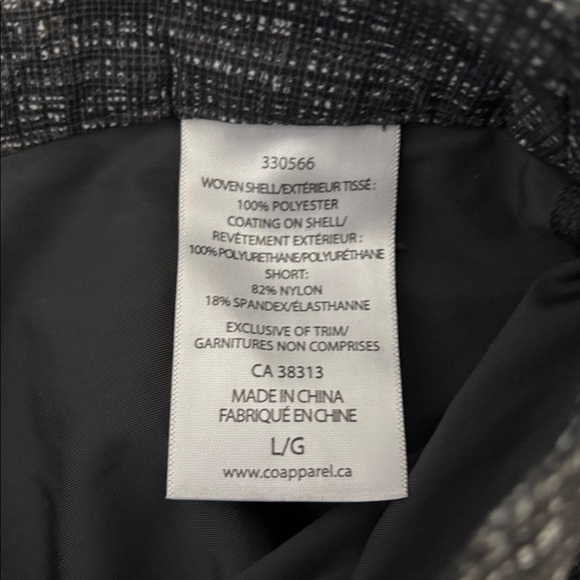 330566
WOVEN SHELL/EXTÉRIEUR TISSÉ :
100% POLYESTER
COATING ON SHELL/
REVÊTEMENT EXTÉRIEUR :
100% POLYURETHANE/POLYURÉTHANE
SHORT:
82% NYLON
18% SPANDEX/ÉLASTHANNE
EXCLUSIVE OF TRIM/
GARNITURES NON COMPRISES
CA 38313
MADE IN CHINA
FABRIQUÉ EN CHINE
L/G
www.coapparel.ca